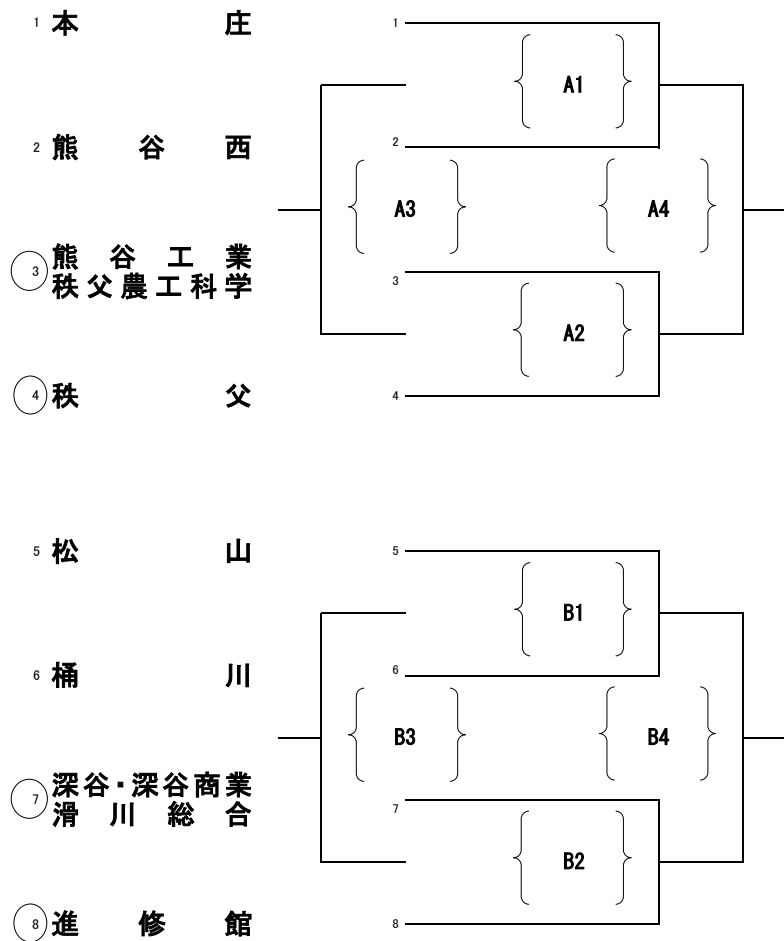 1 本庄 1
A1
2 熊谷西 2
A3 A4
3 熊谷工業 3
秩父農工科学
A2
4 秩父 4
5 松山 5
B1
6 桶川 6
B3 B4
7 深谷・深谷商業 7
滑川総合
B2
8 進修館 8